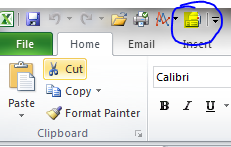 File Home Email Insert
Cut
Copy
Paste
Format Painter
Clipboard
Calibri
B I U